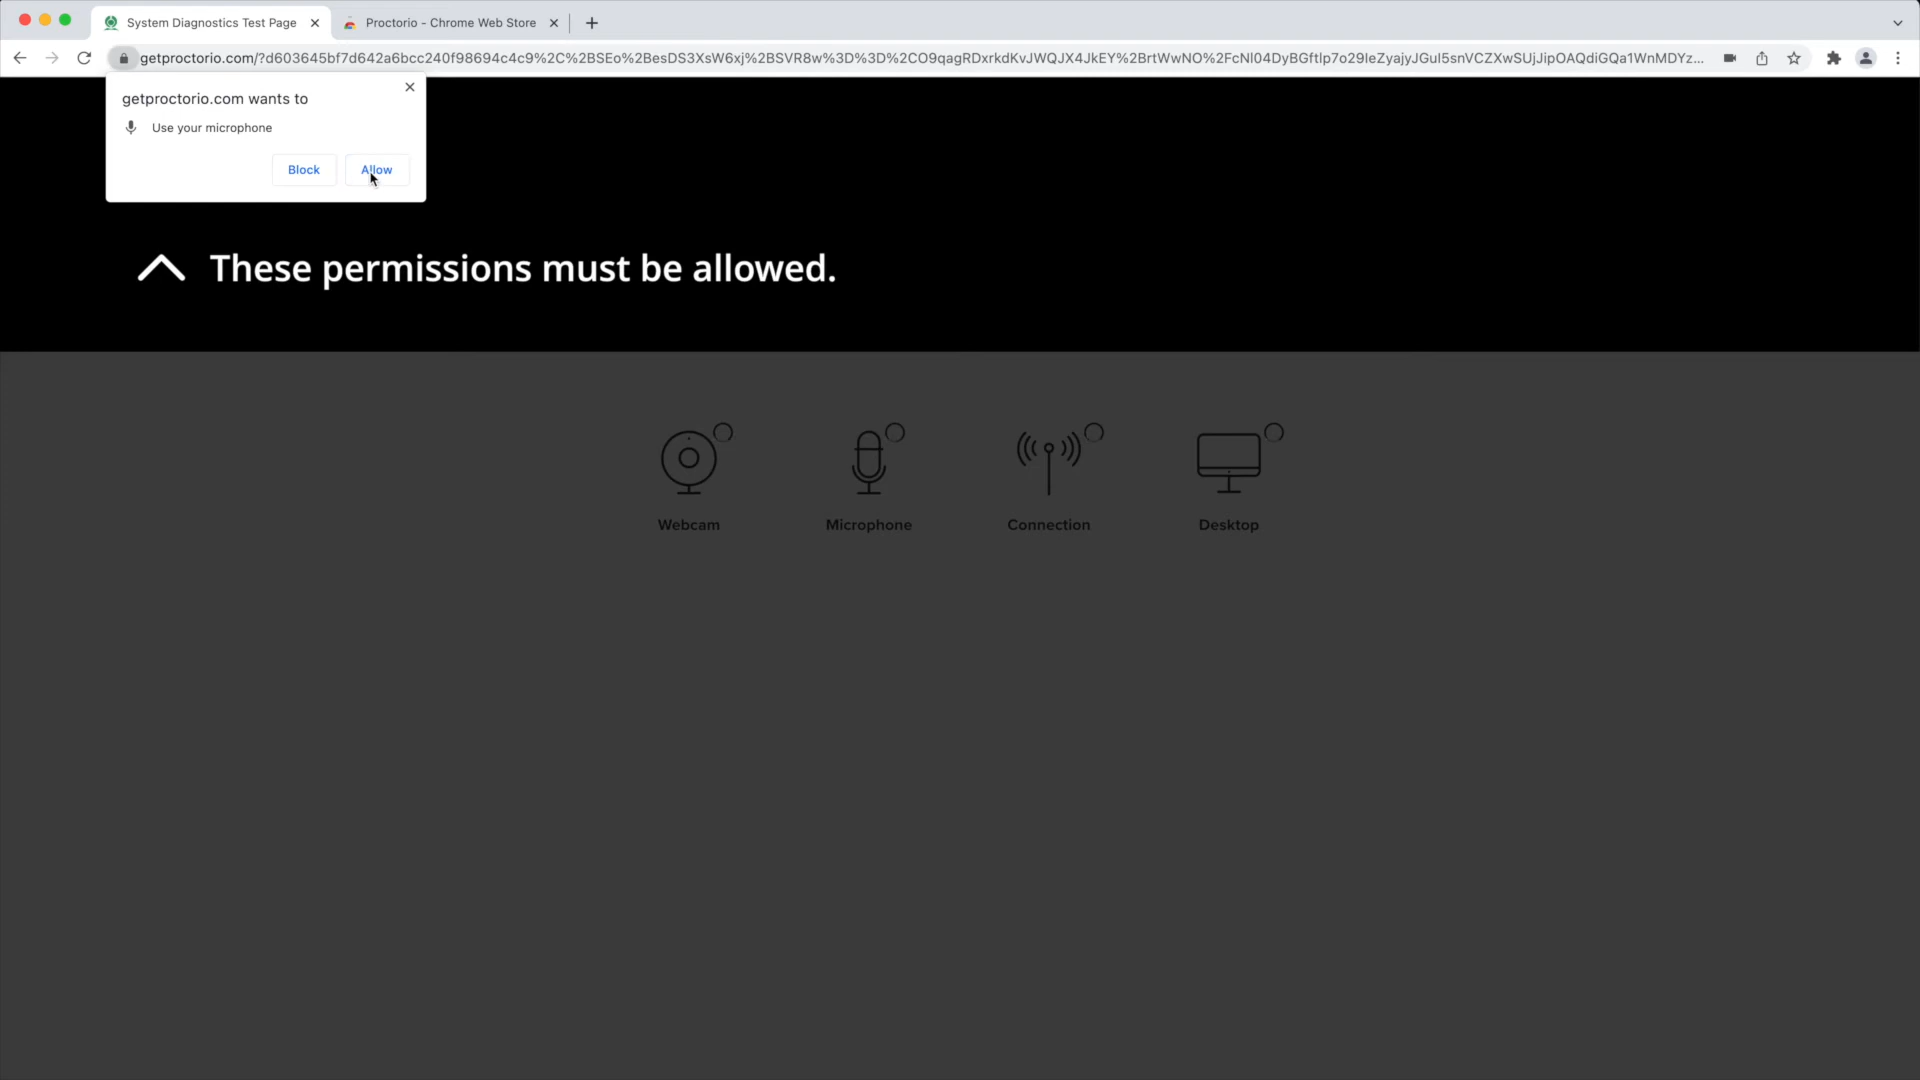 System Diagnostics Test Page
Proctorio - Chrome Web Store
getproctorio.com/?d603645bf7d642a6bcc240f98694c4c9%2C%2BSEo%2BesDS3XsW6xj%2BSVR8w%3D%3D%2CO9qagRDxrkdKvJWQJX4JkEY%2BrtWwNO%2FcNl04DyBGftlp7o29IeZyajyJGul5snVCZXwSUjJipOAQdiGQa1WnMDYz...
getproctorio.com wants to
Use your microphone
Block Allow
These permissions must be allowed.
Webcam Microphone Connection Desktop